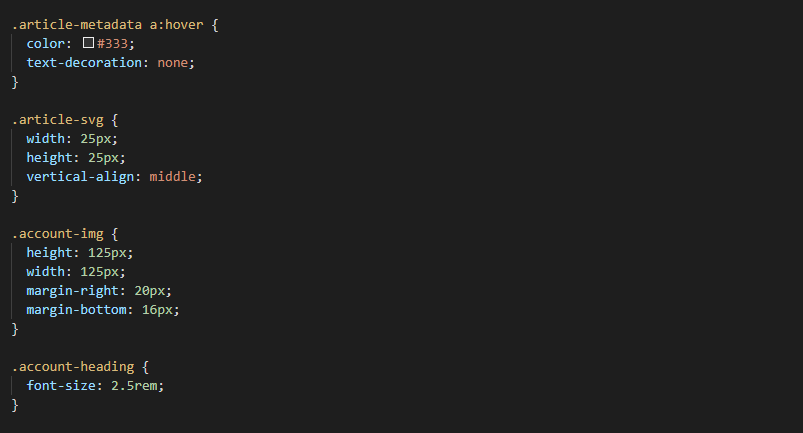 .article-metadata a:hover {
  color: #333;
  text-decoration: none;
}

.article-svg {
  width: 25px;
  height: 25px;
  vertical-align: middle;
}

.account-img {
  height: 125px;
  width: 125px;
  margin-right: 20px;
  margin-bottom: 16px;
}

.account-heading {
  font-size: 2.5rem;
}